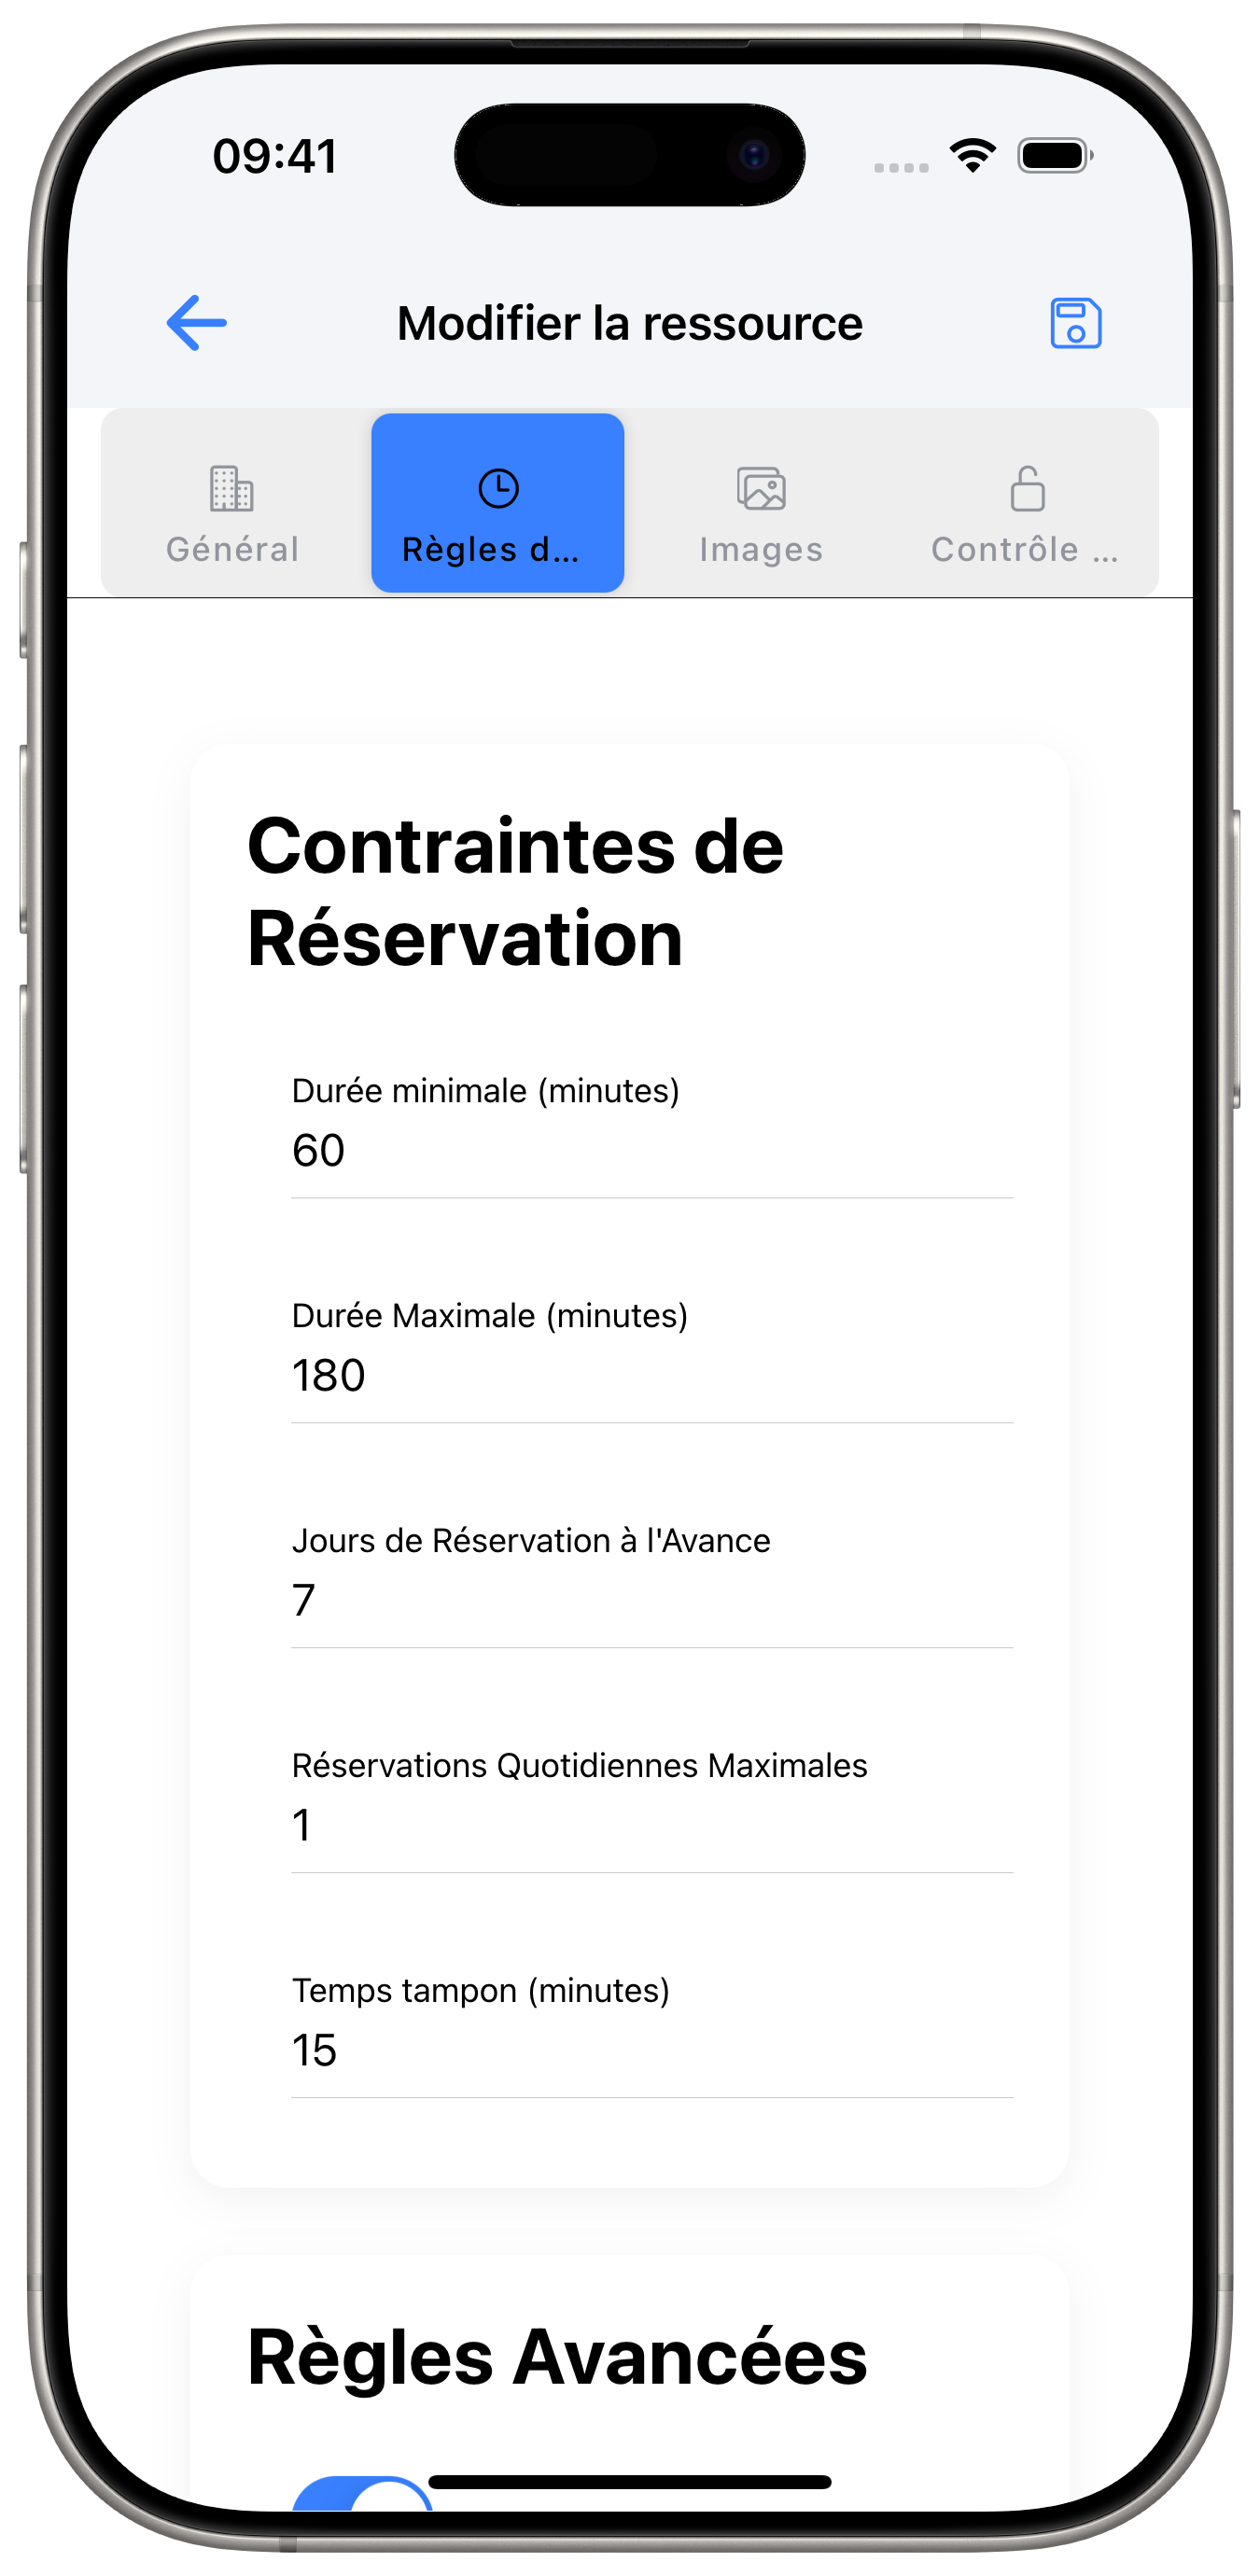 09:41
Modifier la ressource
Général
Règles d...
Images
Contrôle ...
Contraintes de
Réservation
Durée minimale (minutes)
60
Durée Maximale (minutes)
180
Jours de Réservation à l'Avance
7
Réservations Quotidiennes Maximales
1
Temps tampon (minutes)
15
Règles Avancées